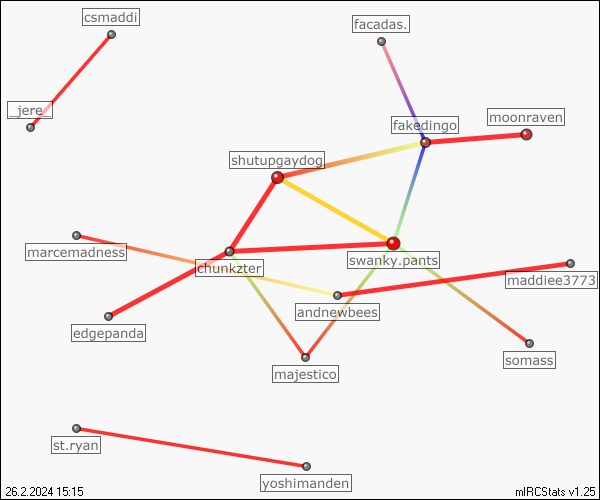 csmaddi
facadas.
_jere_
moonraven
fakedingo
shutupgaydog
marcemadness
chunkzter
swanky.pants
maddiee3773
andnewbees
edgepanda
somass
majestico
st.ryan
yoshimanden
26.2.2024 15:15
mIRCStats v1.25